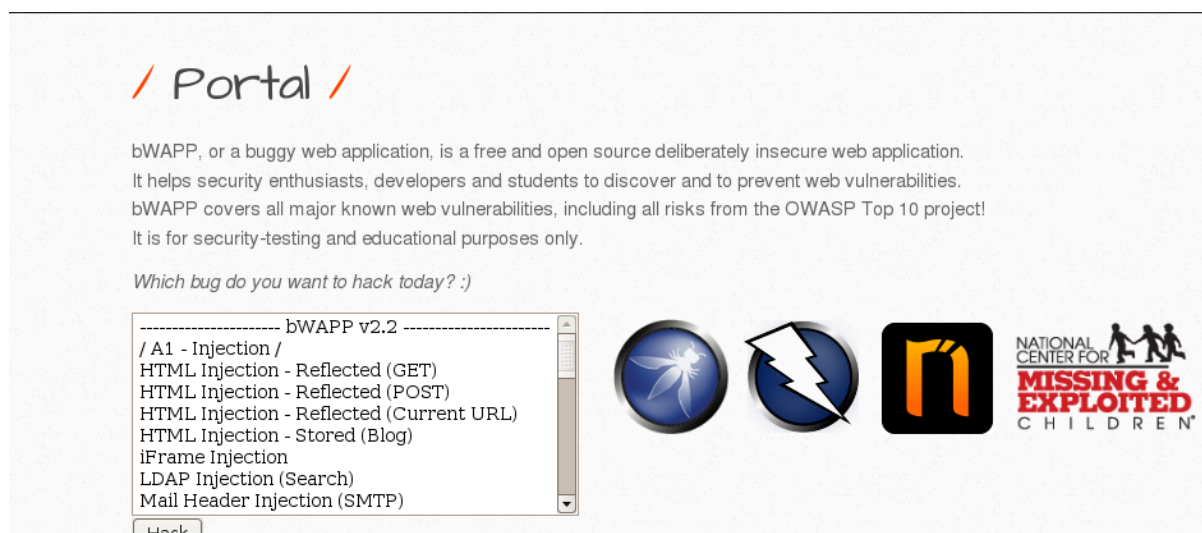 / Portal /
bWAPP, or a buggy web application, is a free and open source deliberately insecure web application.
It helps security enthusiasts, developers and students to discover and to prevent web vulnerabilities.
bWAPP covers all major known web vulnerabilities, including all risks from the OWASP Top 10 project!
It is for security-testing and educational purposes only.
Which bug do you want to hack today? :)
---------------------- bWAPP v2.2 -----------------------
/ A1 - Injection /
HTML Injection - Reflected (GET)
HTML Injection - Reflected (POST)
HTML Injection - Reflected (Current URL)
HTML Injection - Stored (Blog)
iFrame Injection
LDAP Injection (Search)
Mail Header Injection (SMTP)
Hack
n
NATIONAL
CENTER FOR
MISSING &
EXPLOITED
CHILDREN®